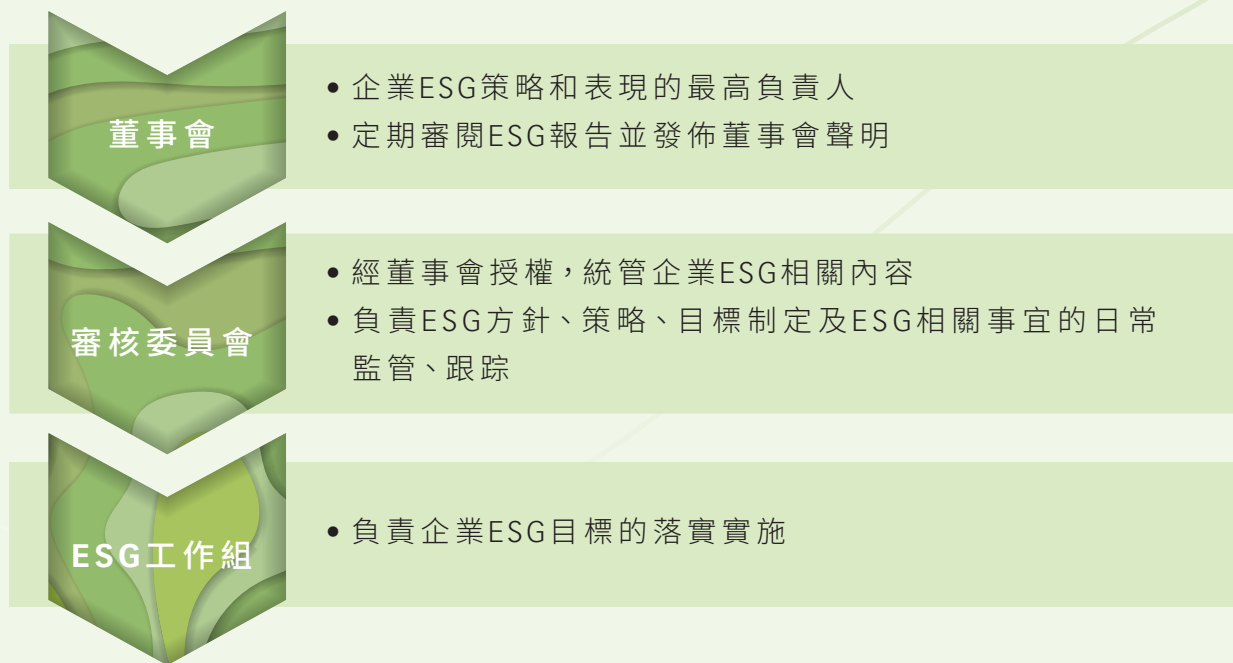 董事會
• 企業ESG策略和表現的最高負責人
• 定期審閱ESG報告並發佈董事會聲明
審核委員會
• 經董事會授權，統管企業ESG相關內容
• 負責ESG方針、策略、目標制定及ESG相關事宜的日常
監管、跟踪
ESG工作組
• 負責企業ESG目標的落實實施